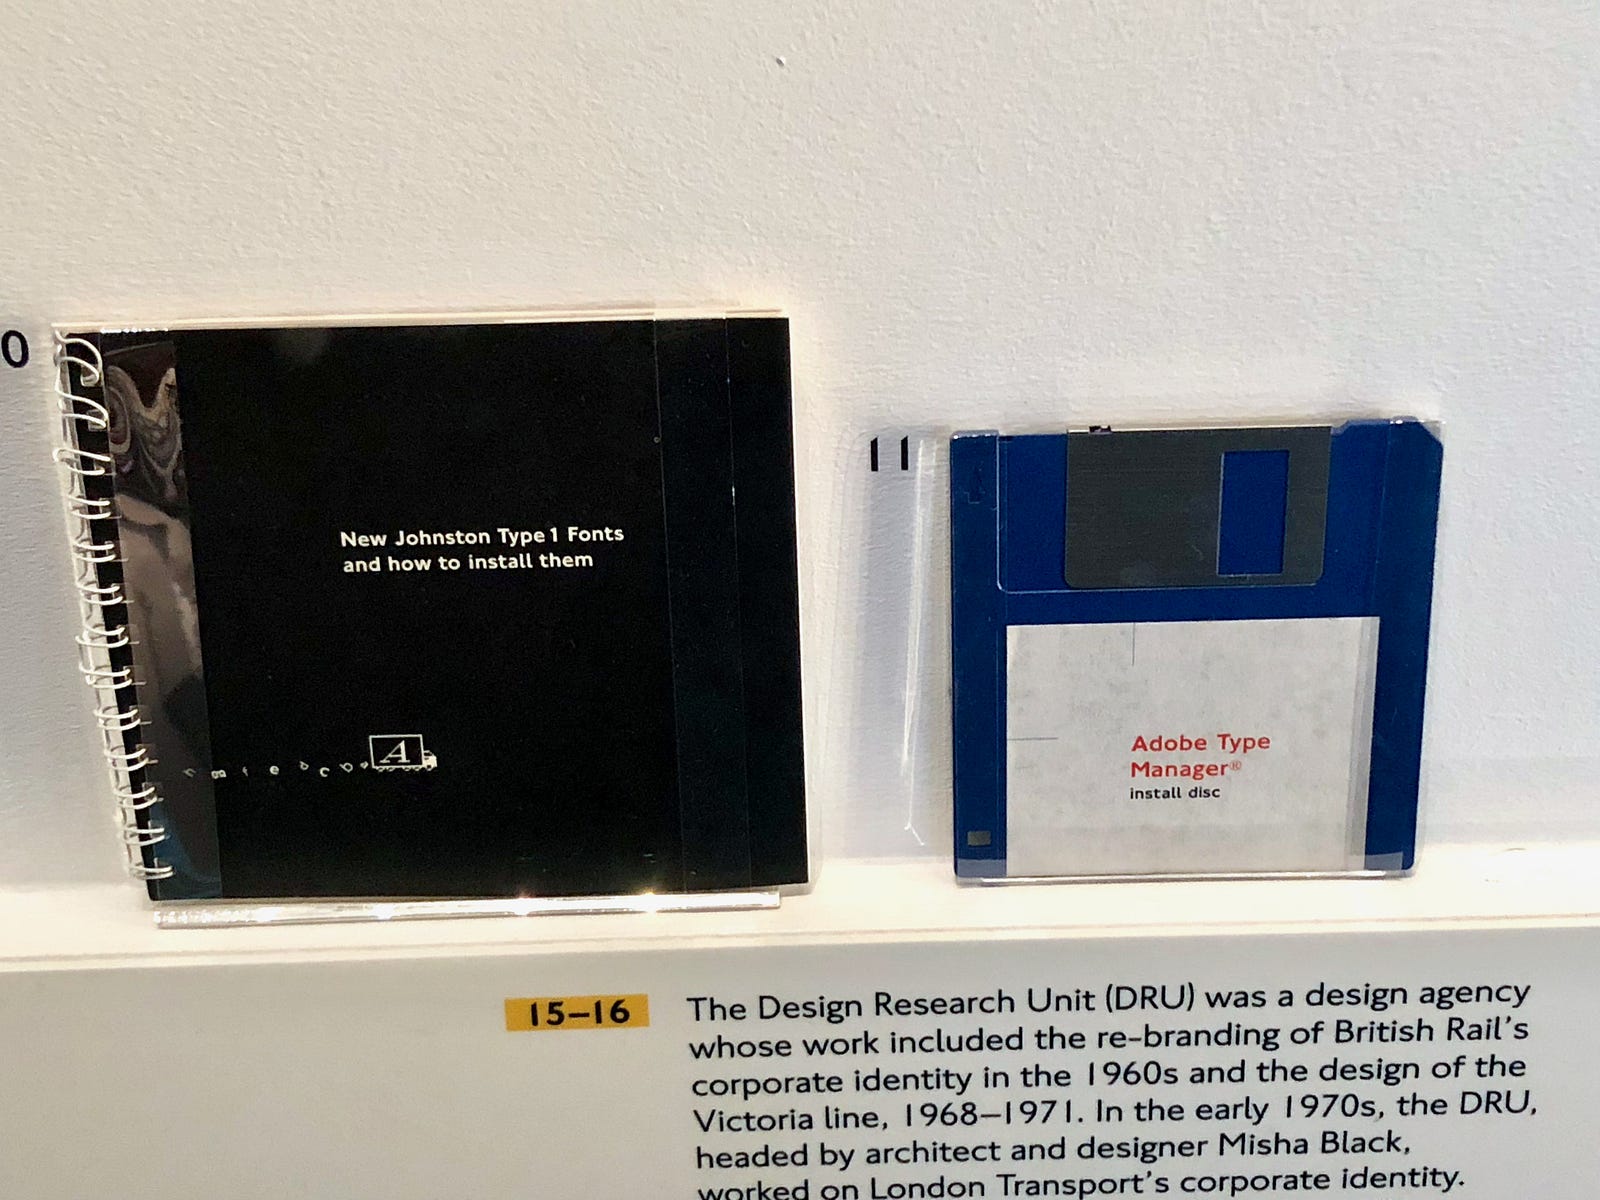 0
New Johnston Type 1 Fonts
and how to install them
A
11
Adobe Type
Manager®
install disc
15–16
The Design Research Unit (DRU) was a design agency
whose work included the re-branding of British Rail's
corporate identity in the 1960s and the design of the
Victoria line, 1968–1971. In the early 1970s, the DRU,
headed by architect and designer Misha Black,
worked on London Transport's corporate identity.